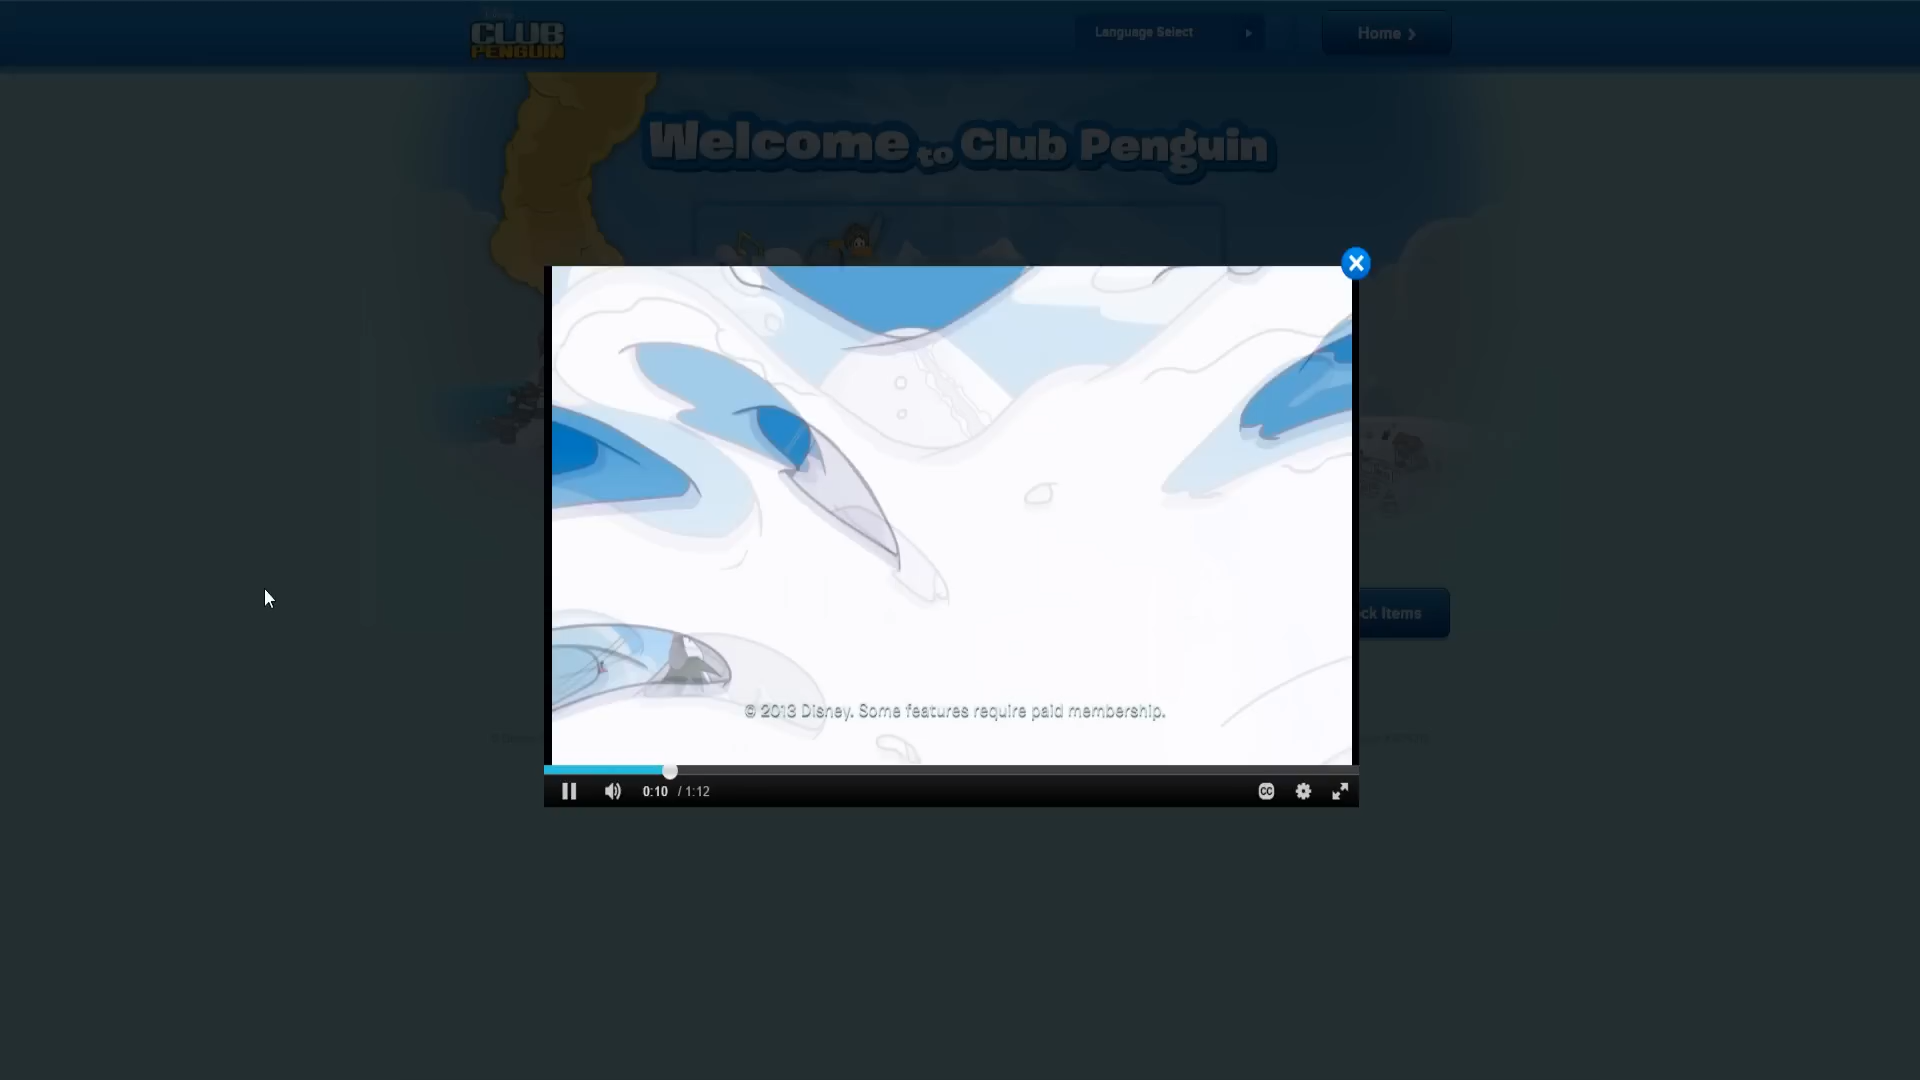 CLUB
PENGUIN
Language Select
Home
Welcome to Club Penguin
ck Items
© 2013 Disney. Some features require paid membership.
0:10 / 1:12
CC